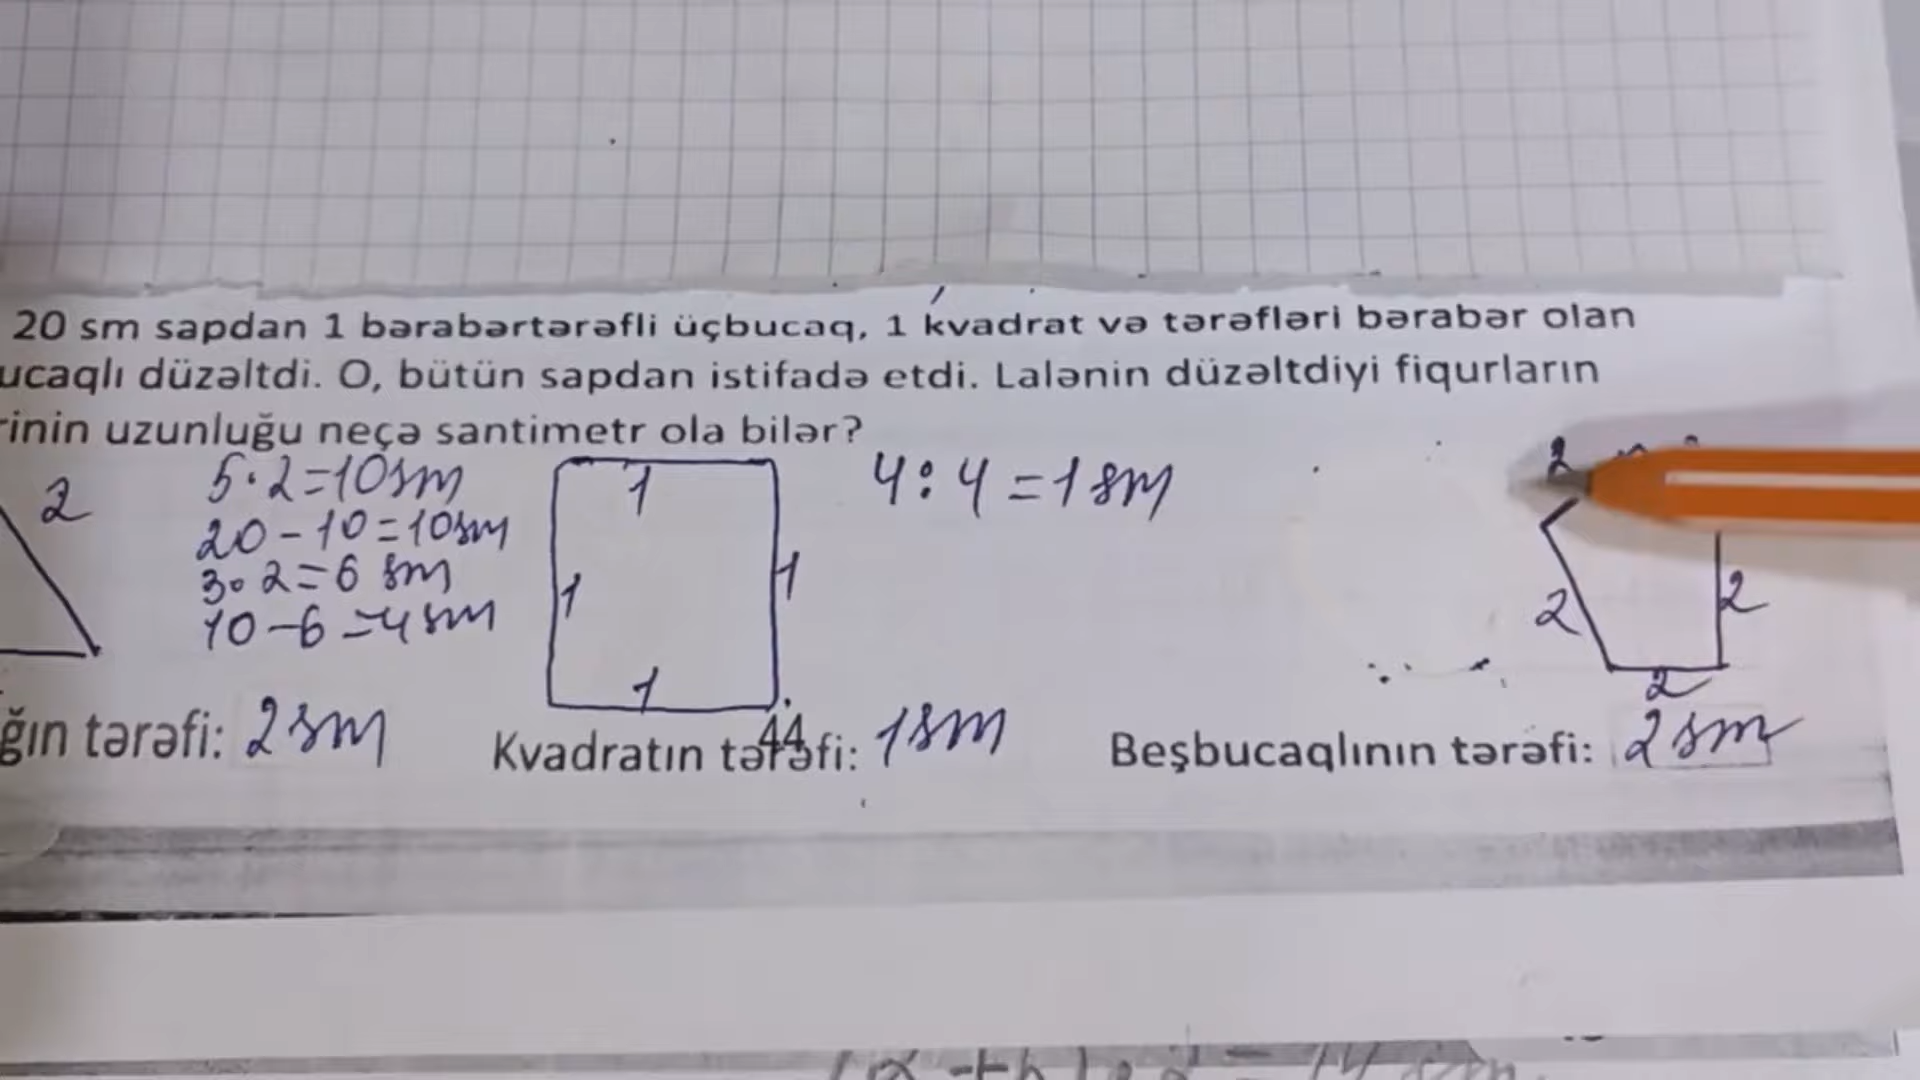 20 sm sapdan 1 bərabərtərəfli üçbucaq, 1 kvadrat və tərəfləri bərabər olan
ucaqlı düzəltdi. O, bütün sapdan istifadə etdi. Lalənin düzəltdiyi fiqurların
rinin uzunluğu neçə santimetr ola bilər?
2
5·2=10sm
20-10=10sm
3·2=6 sm
10-6=4sm
1
1
1
1
4:4=1sm
2
2
2
2
ğın tərəfi: 2sm
Kvadratın tərəfi: 1sm
44
Beşbucaqlının tərəfi: 2sm